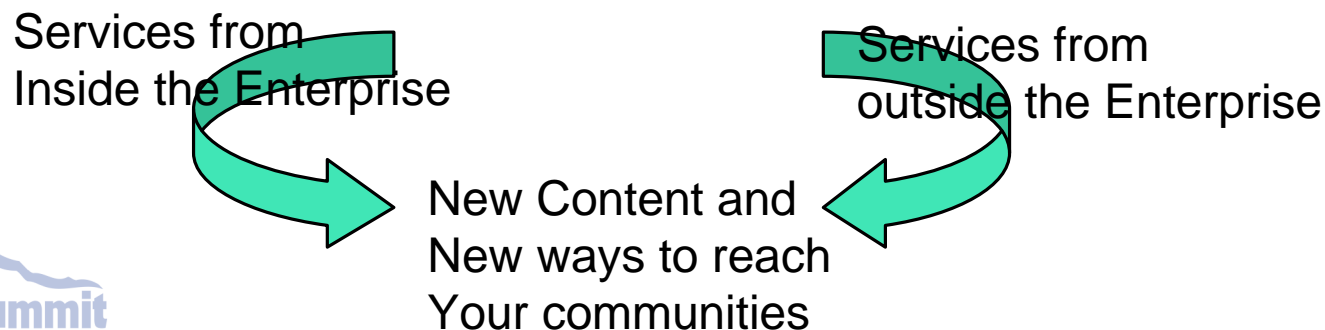 Services from
Inside the Enterprise
Services from
outside the Enterprise
New Content and
New ways to reach
Your communities